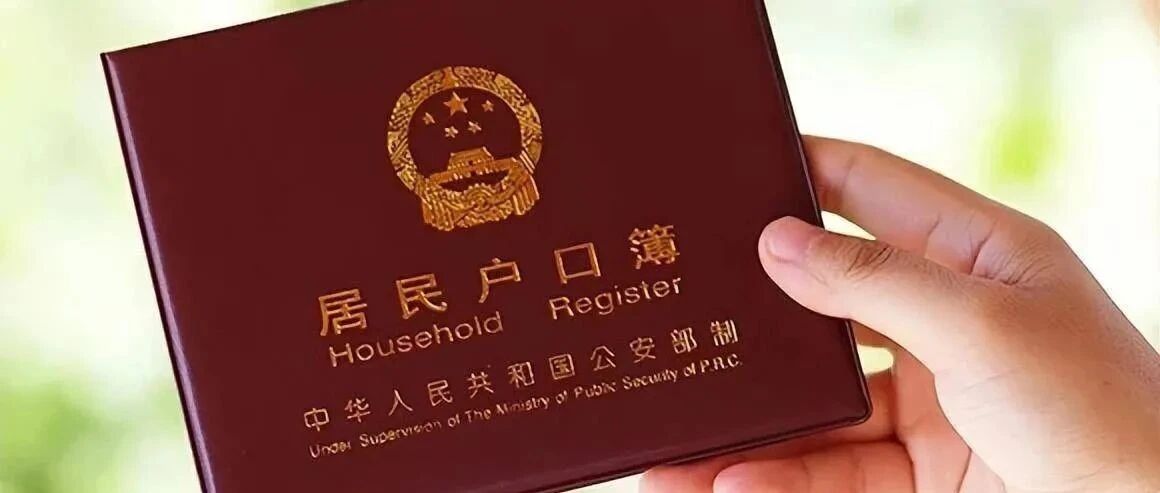 居民户口簿
Household Register
中华人民共和国公安部制
Under Supervision of The Ministry of Public Security of P.R.C.